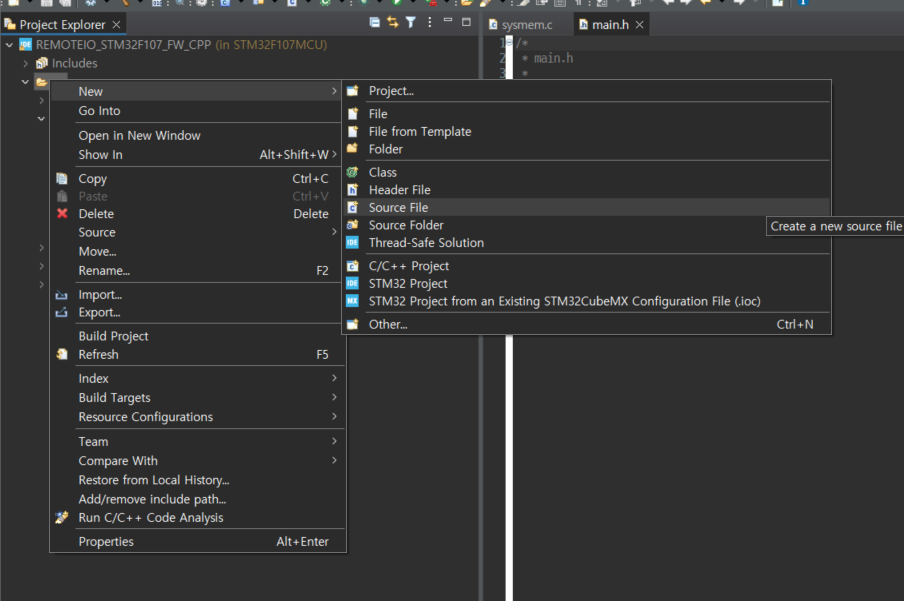 Project Explorer
sysmem.c
main.h
REMOTEIO_STM32F107_FW_CPP (in STM32F107MCU)
1 /*
Includes
2 * main.h
3 *
New
Project...
Go Into
File
File from Template
Open in New Window
Folder
Show In Alt+Shift+W
Class
Copy Ctrl+C
Header File
Paste Ctrl+V
Source File
Delete Delete
Source Folder
Create a new source file
Source
Thread-Safe Solution
Move...
C/C++ Project
Rename... F2
STM32 Project
Import...
STM32 Project from an Existing STM32CubeMX Configuration File (.ioc)
Export...
Other... Ctrl+N
Build Project
Refresh F5
Index
Build Targets
Resource Configurations
Team
Compare With
Restore from Local History...
Add/remove include path...
Run C/C++ Code Analysis
Properties Alt+Enter